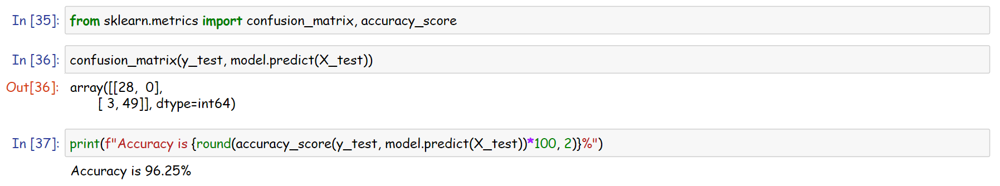 In [35]: from sklearn.metrics import confusion_matrix, accuracy_score
In [36]: confusion_matrix(y_test, model.predict(X_test))
Out[36]: array([[28,  0],
       [ 3, 49]], dtype=int64)
In [37]: print(f"Accuracy is {round(accuracy_score(y_test, model.predict(X_test))*100, 2)}%")
Accuracy is 96.25%